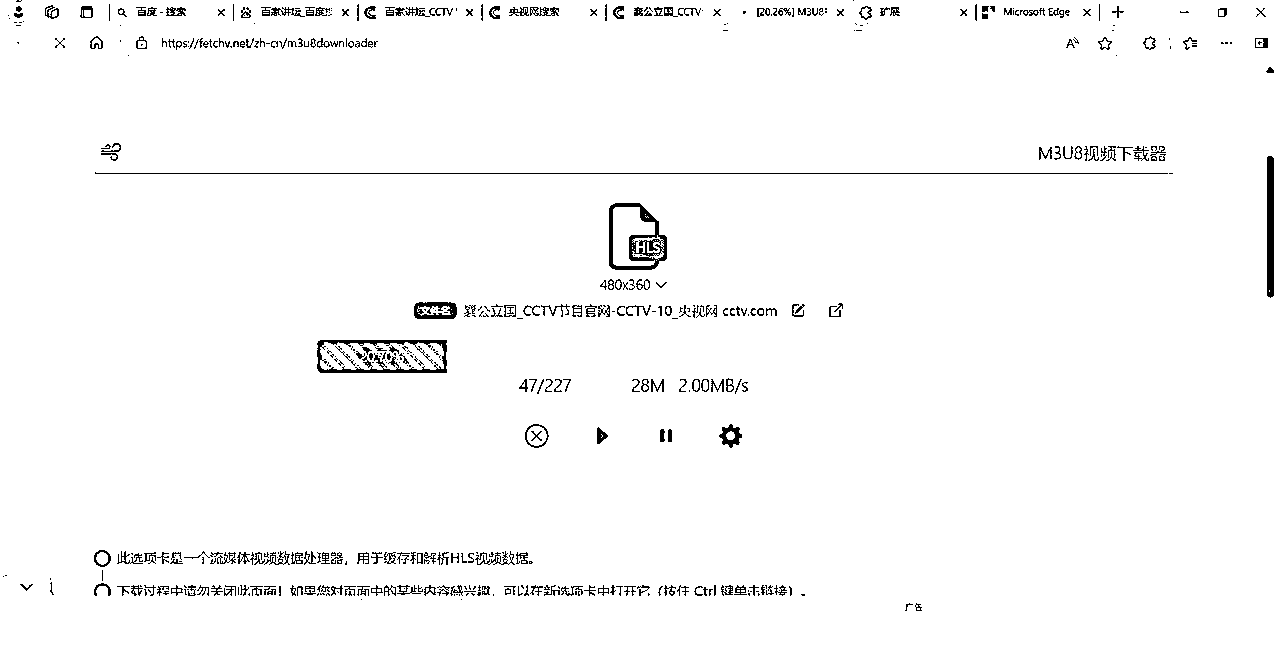 百度 - 搜索
百家讲坛_百度搜
百家讲坛_CCTV
央视网搜索
襄公立国_CCTV
[20.26%] M3U8
扩展
Microsoft Edge
https://fetchv.net/zh-cn/m3u8downloader
M3U8视频下载器
HLS
480x360
文件名 襄公立国_CCTV节目官网-CCTV-10_央视网 cctv.com
47/227 28M 2.00MB/s
此选项卡是一个流媒体视频数据处理器，用于缓存和解析HLS视频数据。
下载过程中请勿关闭此页面！如果您对页面中的某些内容感兴趣，可以在新选项卡中打开它（按住 Ctrl 键单击链接）。
广告